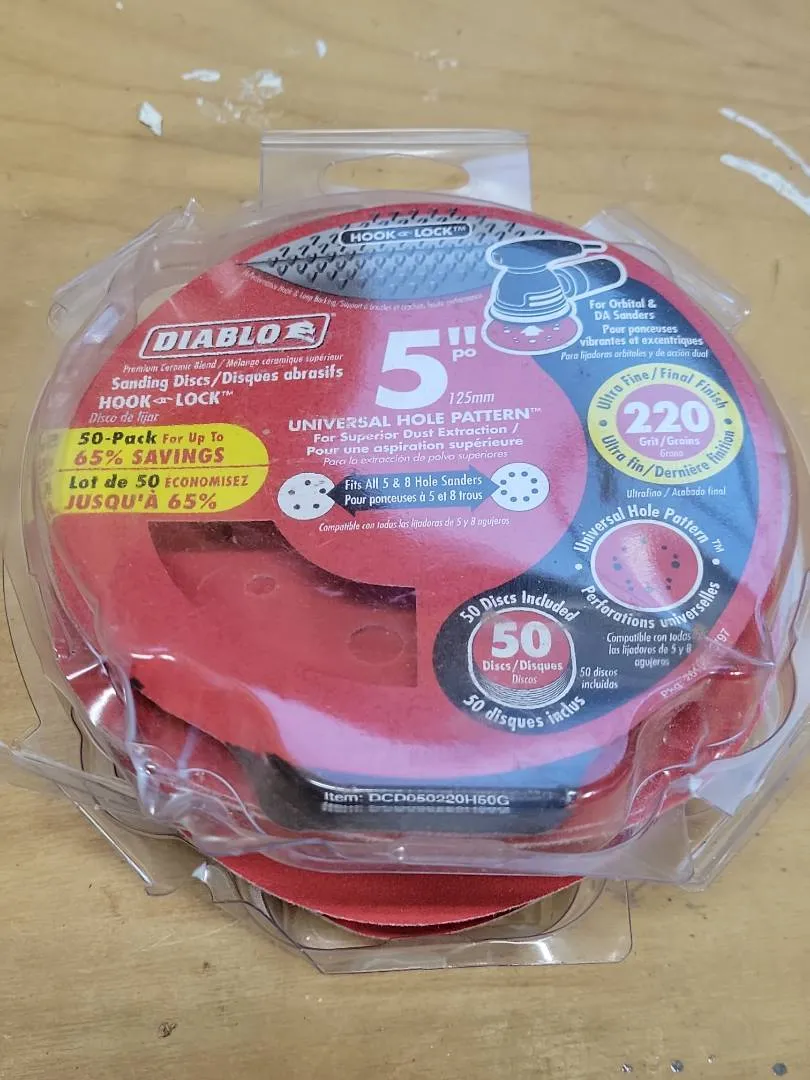 HOOK LOCK™
DIABLO
Premium Ceramic Blend / Mélange céramique supérieur
Sanding Discs/Disques abrasifs
HOOK LOCK™
Disco de lijar
50-Pack For Up To
65% SAVINGS
Lot de 50 ÉCONOMISEZ
JUSQU'À 65%
5"
po
125mm
UNIVERSAL HOLE PATTERN™
For Superior Dust Extraction /
Pour une aspiration supérieure
Para la extracción de polvo superiores
Fits All 5 & 8 Hole Sanders
Pour ponceuses à 5 et 8 trous
Compatible con todas las lijadoras de 5 y 8 agujeros
For Orbital &
DA Sanders
Pour ponceuses
vibrantes et excentriques
Para lijadoras orbitales y de acción dual
Ultra Fine / Final Finish
220
Grit/Grains
Grano
Ultra fin/Dernière finition
UltraFino / Acabado final
Universal Hole Pattern™
Perforations universelles
Compatible con todas
las lijadoras de 5 y 8
agujeros
50 Discs Included
50
Discs/Disques
Discos
50 discos
incluidas
50 disques inclus
Item: DCD050220H50G